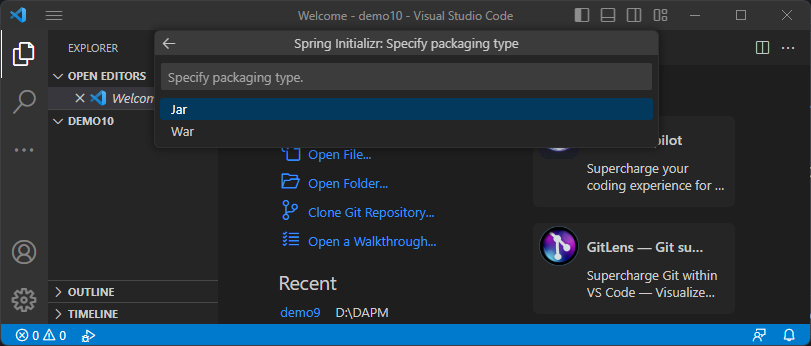 Welcome - demo10 - Visual Studio Code
EXPLORER
Spring Initializr: Specify packaging type
Specify packaging type.
Jar
War
OPEN EDITORS
Welcom
DEMO10
Open File...
Open Folder...
Clone Git Repository...
Open a Walkthrough...
Recent
demo9 D:\DAPM
pilot
Supercharge your
coding experience for ...
GitLens — Git su...
Supercharge Git within
VS Code — Visualize...
OUTLINE
TIMELINE
0 0